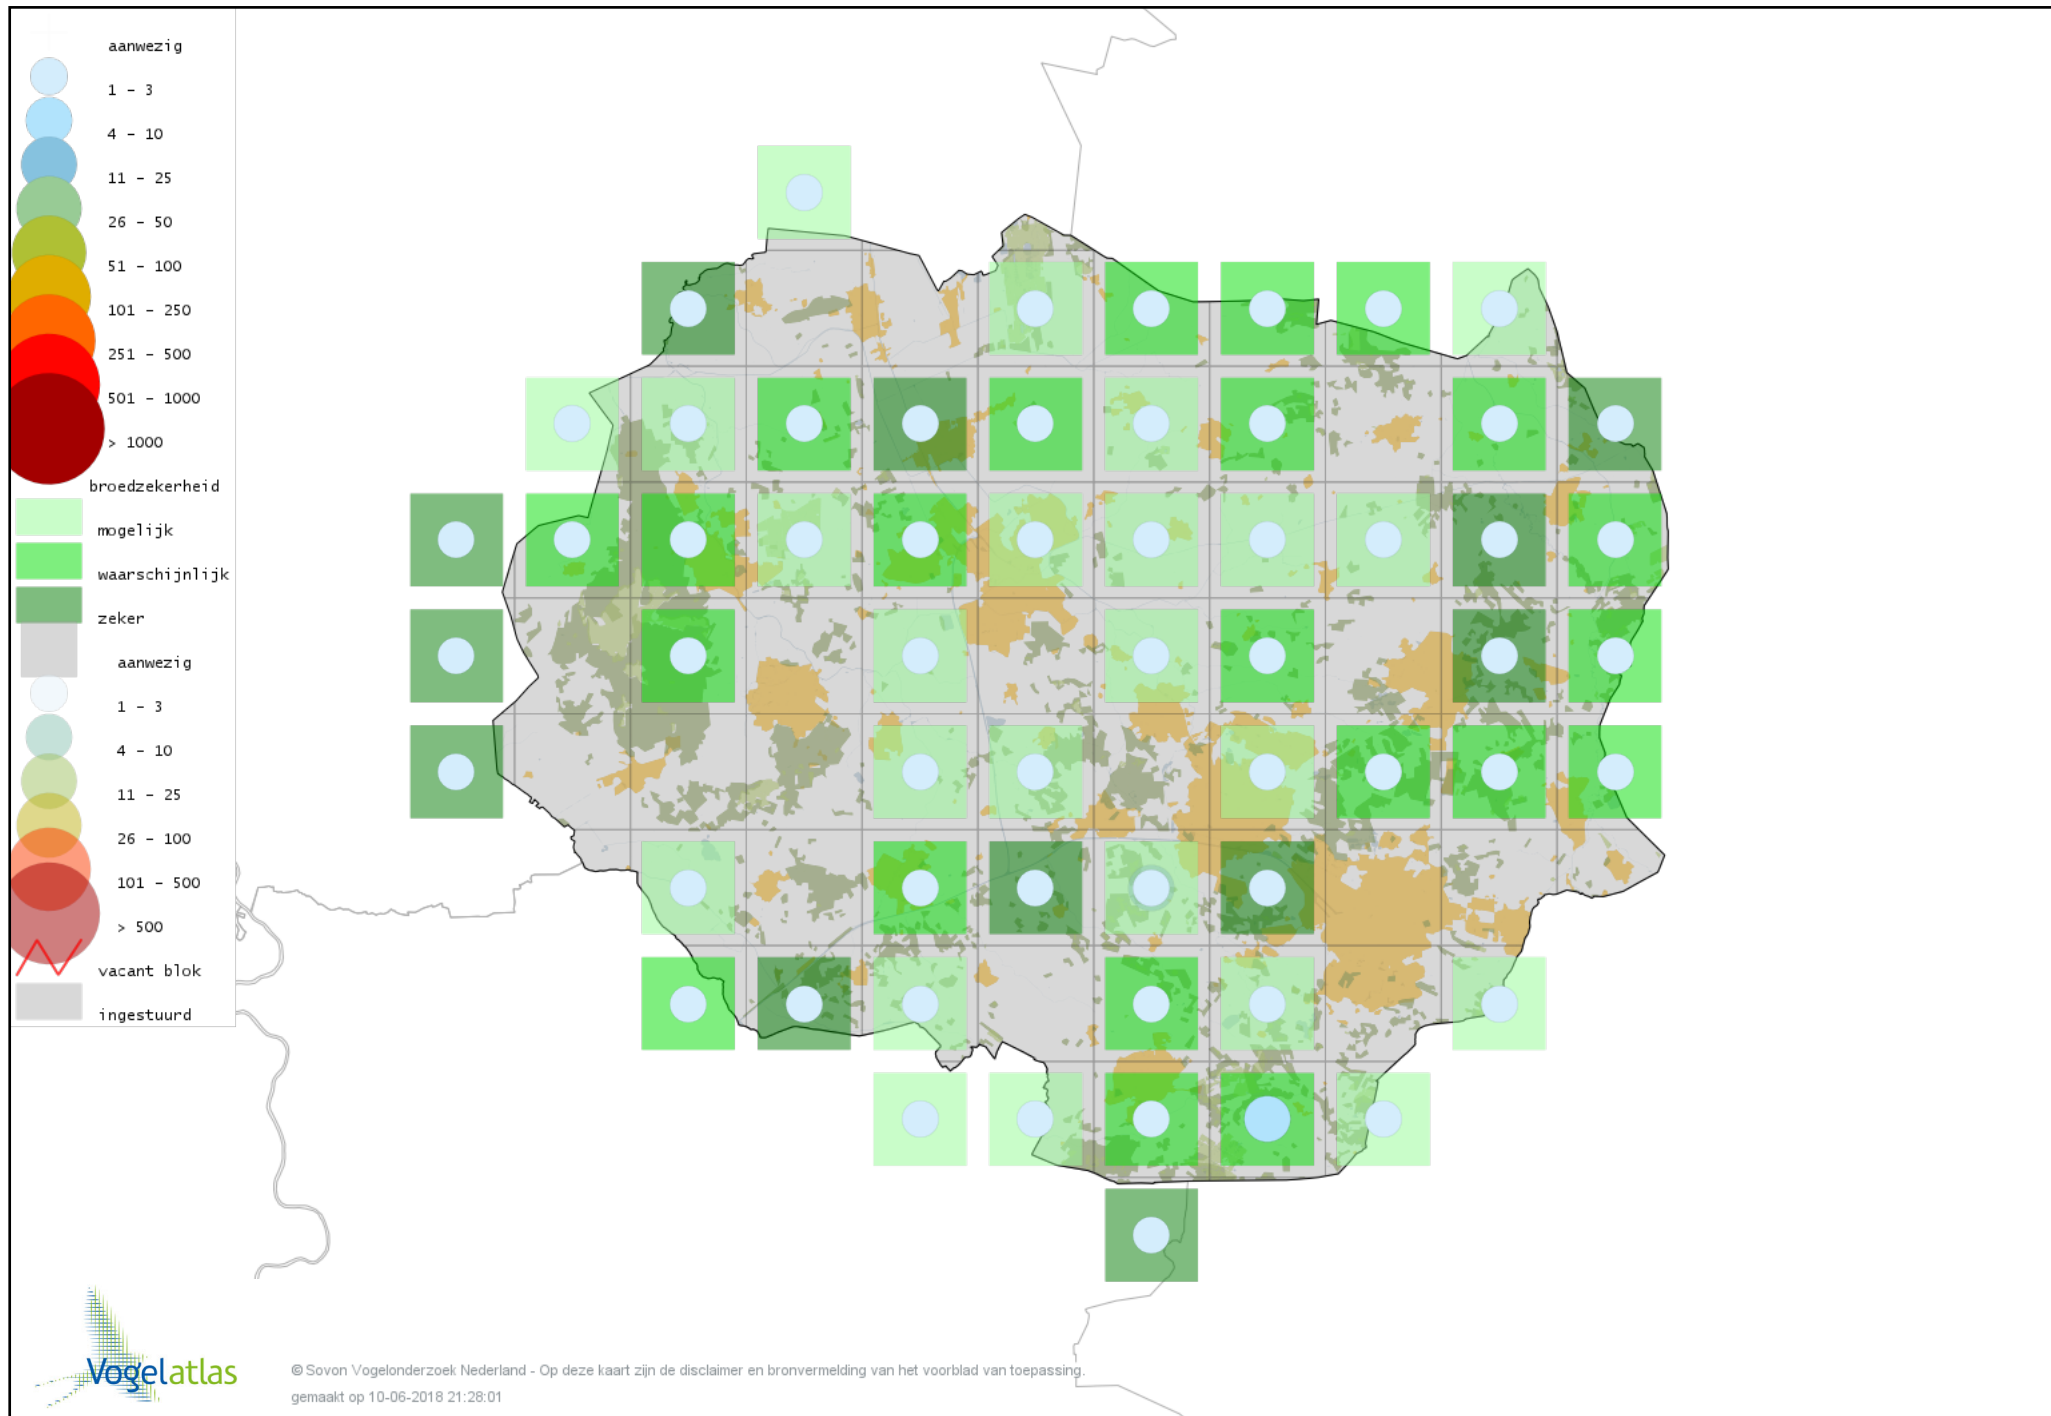 aanwezig
1 - 3
4 - 10
11 - 25
26 - 50
51 - 100
101 - 250
251 - 500
501 - 1000
> 1000
broedzekerheid
mogelijk
waarschijnlijk
zeker
aanwezig
1 - 3
4 - 10
11 - 25
26 - 100
101 - 500
> 500
vacant blok
ingestuurd
Vogelatlas
© Sovon Vogelonderzoek Nederland - Op deze kaart zijn de disclaimer en bronvermelding van het voorblad van toepassing.
gemaakt op 10-06-2018 21:28:01